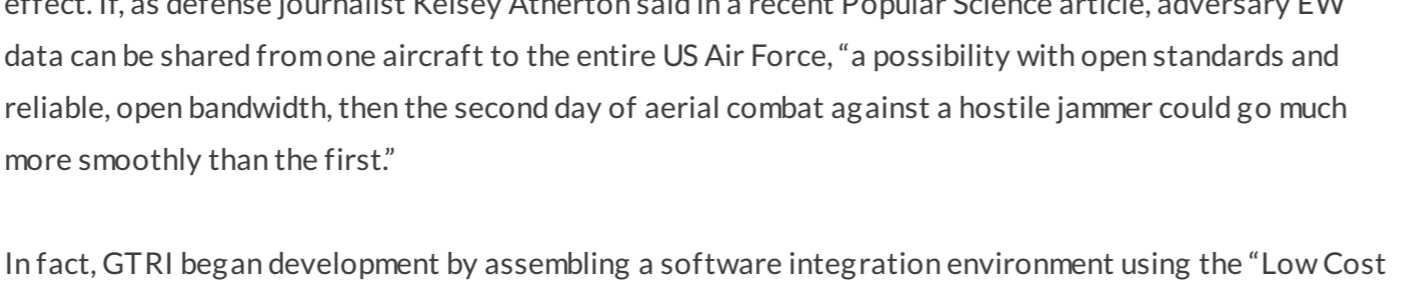 effect. If, as defense journalist Kelsey Atherton said in a recent Popular Science article, adversary EW
data can be shared from one aircraft to the entire US Air Force, “a possibility with open standards and
reliable, open bandwidth, then the second day of aerial combat against a hostile jammer could go much
more smoothly than the first.”
In fact, GTRI began development by assembling a software integration environment using the “Low Cost